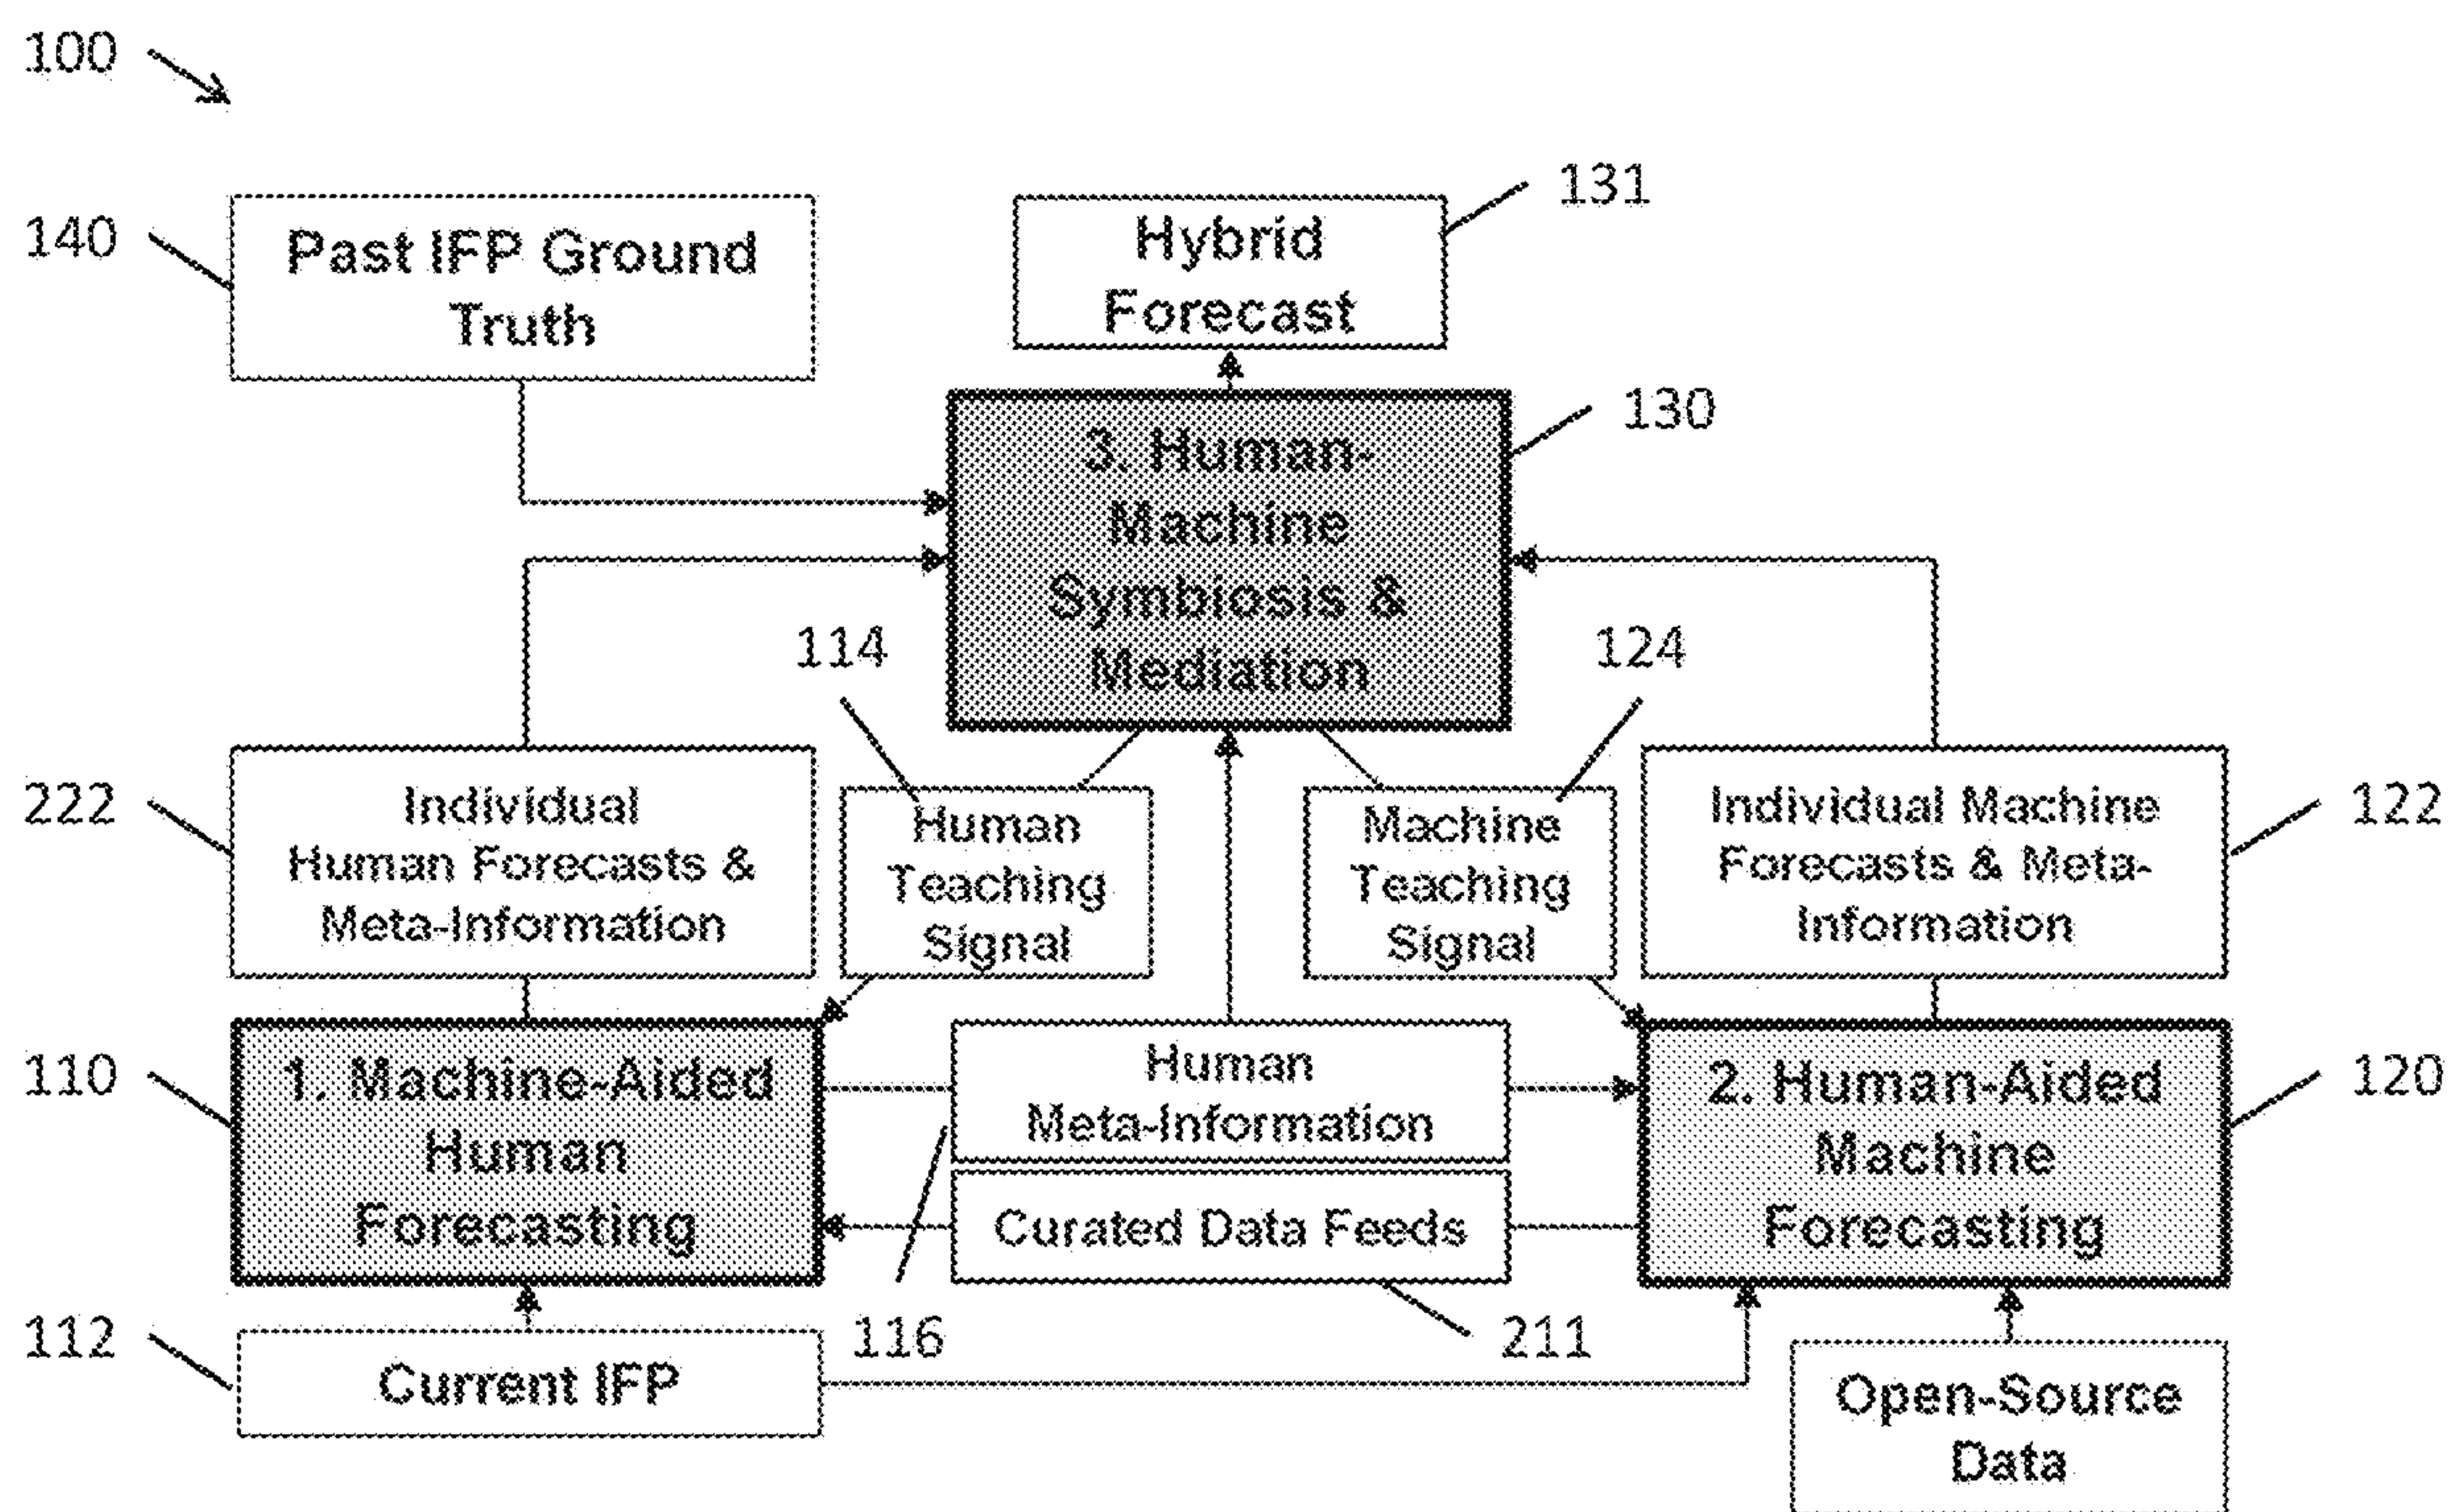 100
140
Past IFP Ground
Truth
Hybrid
Forecast
131
130
3. Human-
Machine
Symbiosis &
Mediation
114
124
222
Individual
Human Forecasts &
Meta-Information
Human
Teaching
Signal
Machine
Teaching
Signal
Individual Machine
Forecasts & Meta-
Information
122
110
1. Machine-Aided
Human
Forecasting
Human
Meta-Information
Curated Data Feeds
2. Human-Aided
Machine
Forecasting
120
112
Current IFP
116
211
Open-Source
Data